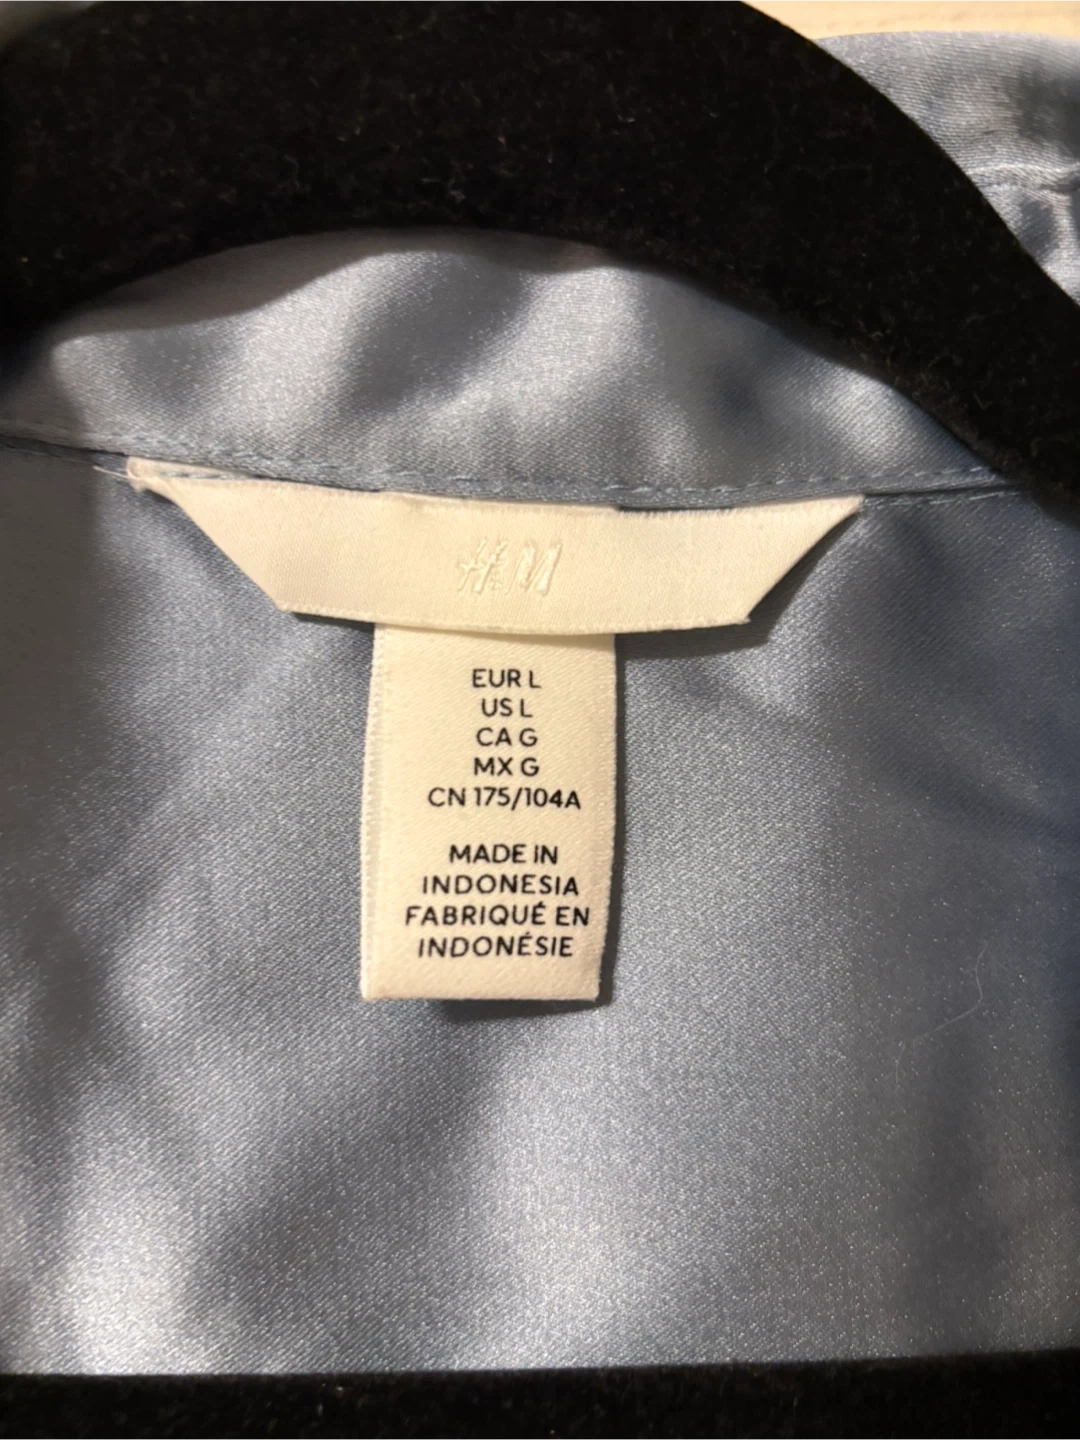 H&M
EUR L
US L
CA G
MX G
CN 175/104A
MADE IN
INDONESIA
FABRIQUÉ EN
INDONÉSIE